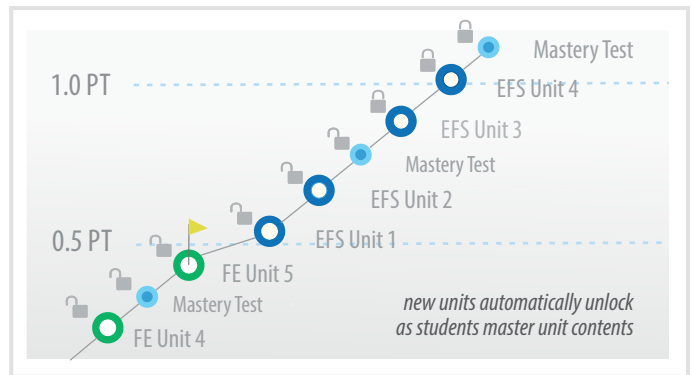 Mastery Test
1.0 PT
EFS Unit 4
EFS Unit 3
Mastery Test
EFS Unit 2
0.5 PT
EFS Unit 1
FE Unit 5
Mastery Test
new units automatically unlock
as students master unit contents
FE Unit 4